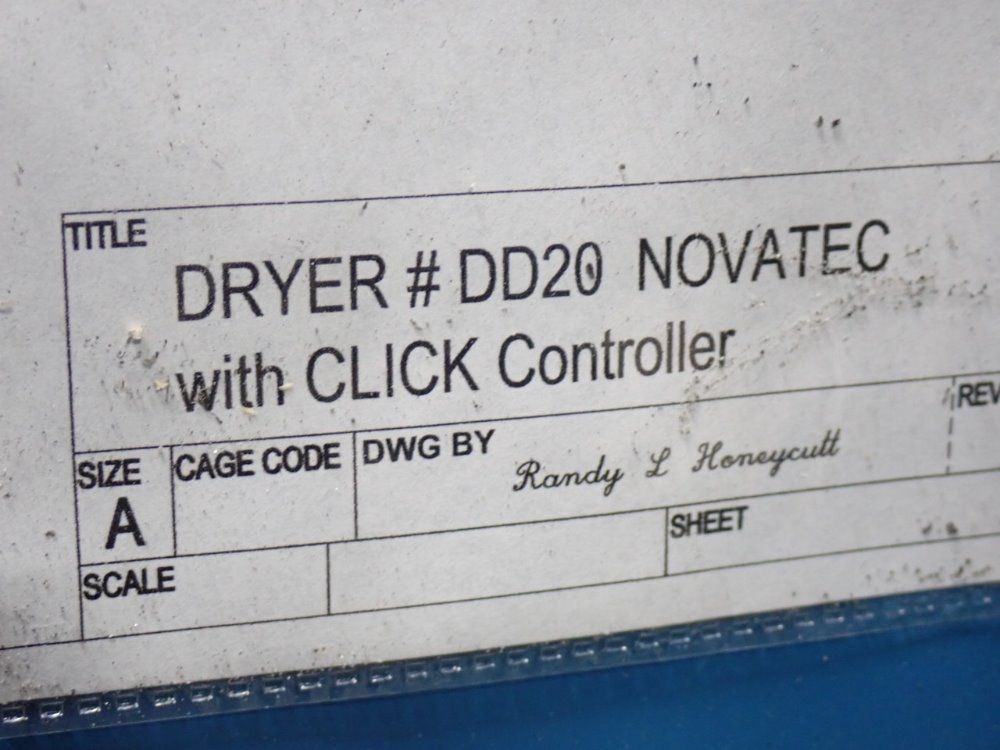 TITLE
DRYER # DD20 NOVATEC
with CLICK Controller
SIZE
A
CAGE CODE
DWG BY
Randy L Honeycutt
REV
SCALE
SHEET